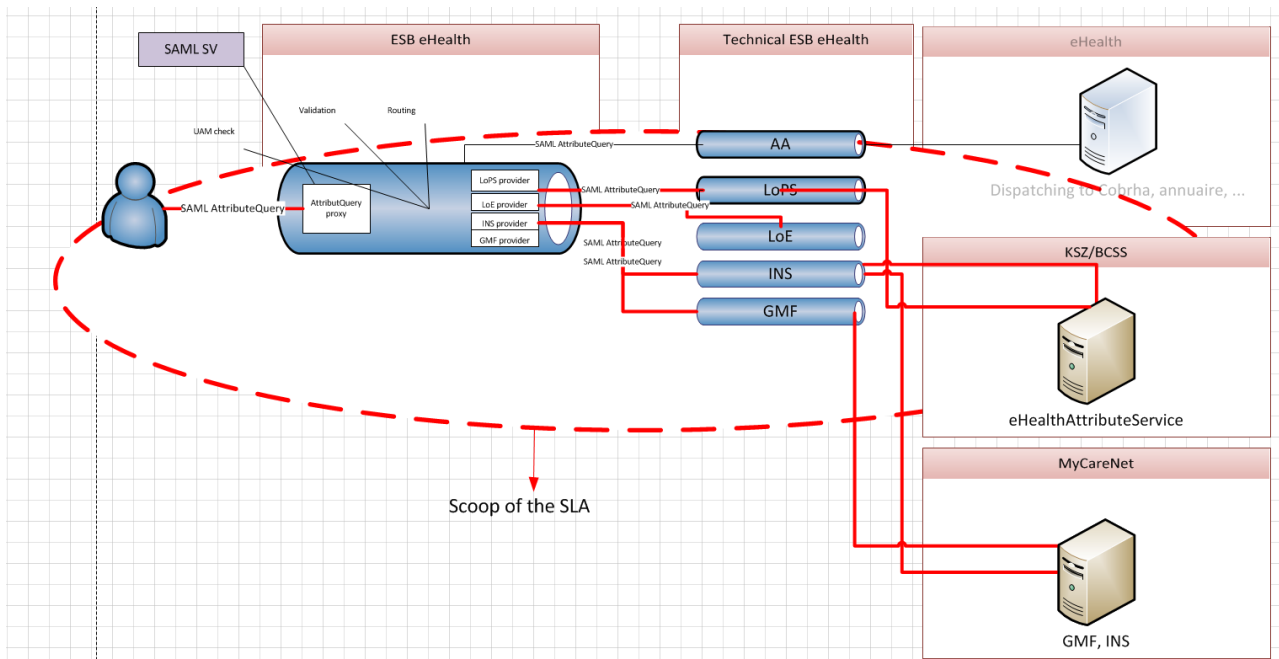 SAML SV
ESB eHealth
Technical ESB eHealth
eHealth
Validation
Routing
UAM check
SAML AttributeQuery
AA
Dispatching to Cobrha, annuaire, ...
SAML AttributeQuery
AttributQuery
proxy
LoPS provider
LoE provider
INS provider
GMF provider
SAML AttributeQuery
SAML AttributeQuery
SAML AttributeQuery
SAML AttributeQuery
LoPS
LoE
INS
GMF
KSZ/BCSS
eHealthAttributeService
MyCareNet
GMF, INS
Scoop of the SLA